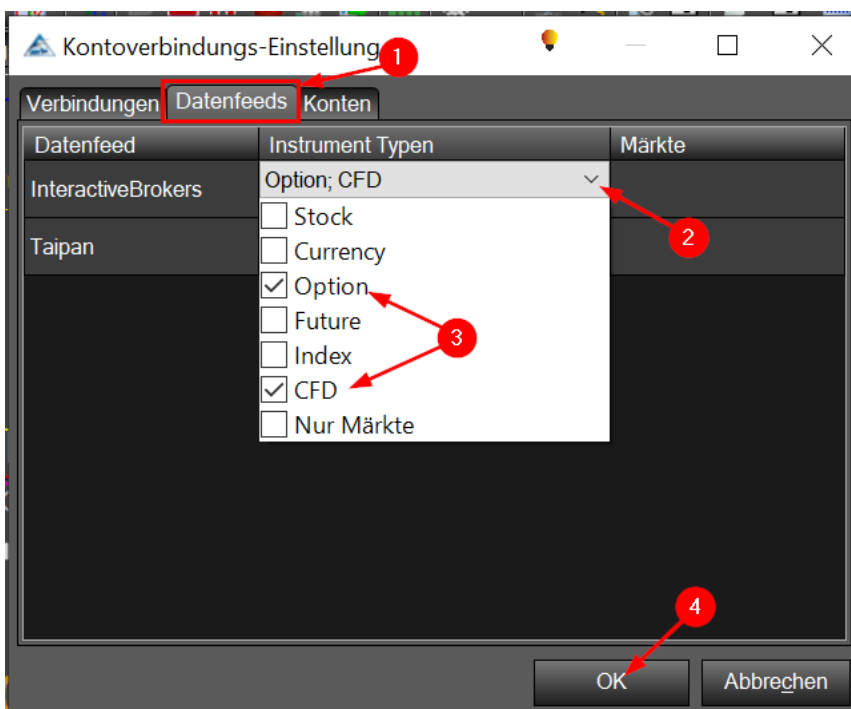 Kontoverbindungs-Einstellung
1
Verbindungen Datenfeeds Konten
Datenfeed Instrument Typen Märkte
InteractiveBrokers Option; CFD
Stock
2
Taipan Currency
Option
Future
3
Index
CFD
Nur Märkte
4
OK Abbrechen